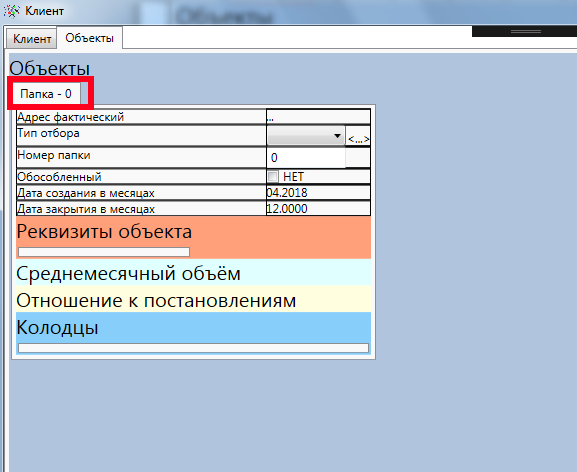 Клиент
Клиент Объекты
Объекты
Папка - 0
Адрес фактический ...
Тип отбора <...>
Номер папки 0
Обособленный НЕТ
Дата создания в месяцах 04.2018
Дата закрытия в месяцах 12.0000
Реквизиты объекта
Среднемесячный объём
Отношение к постановлениям
Колодцы